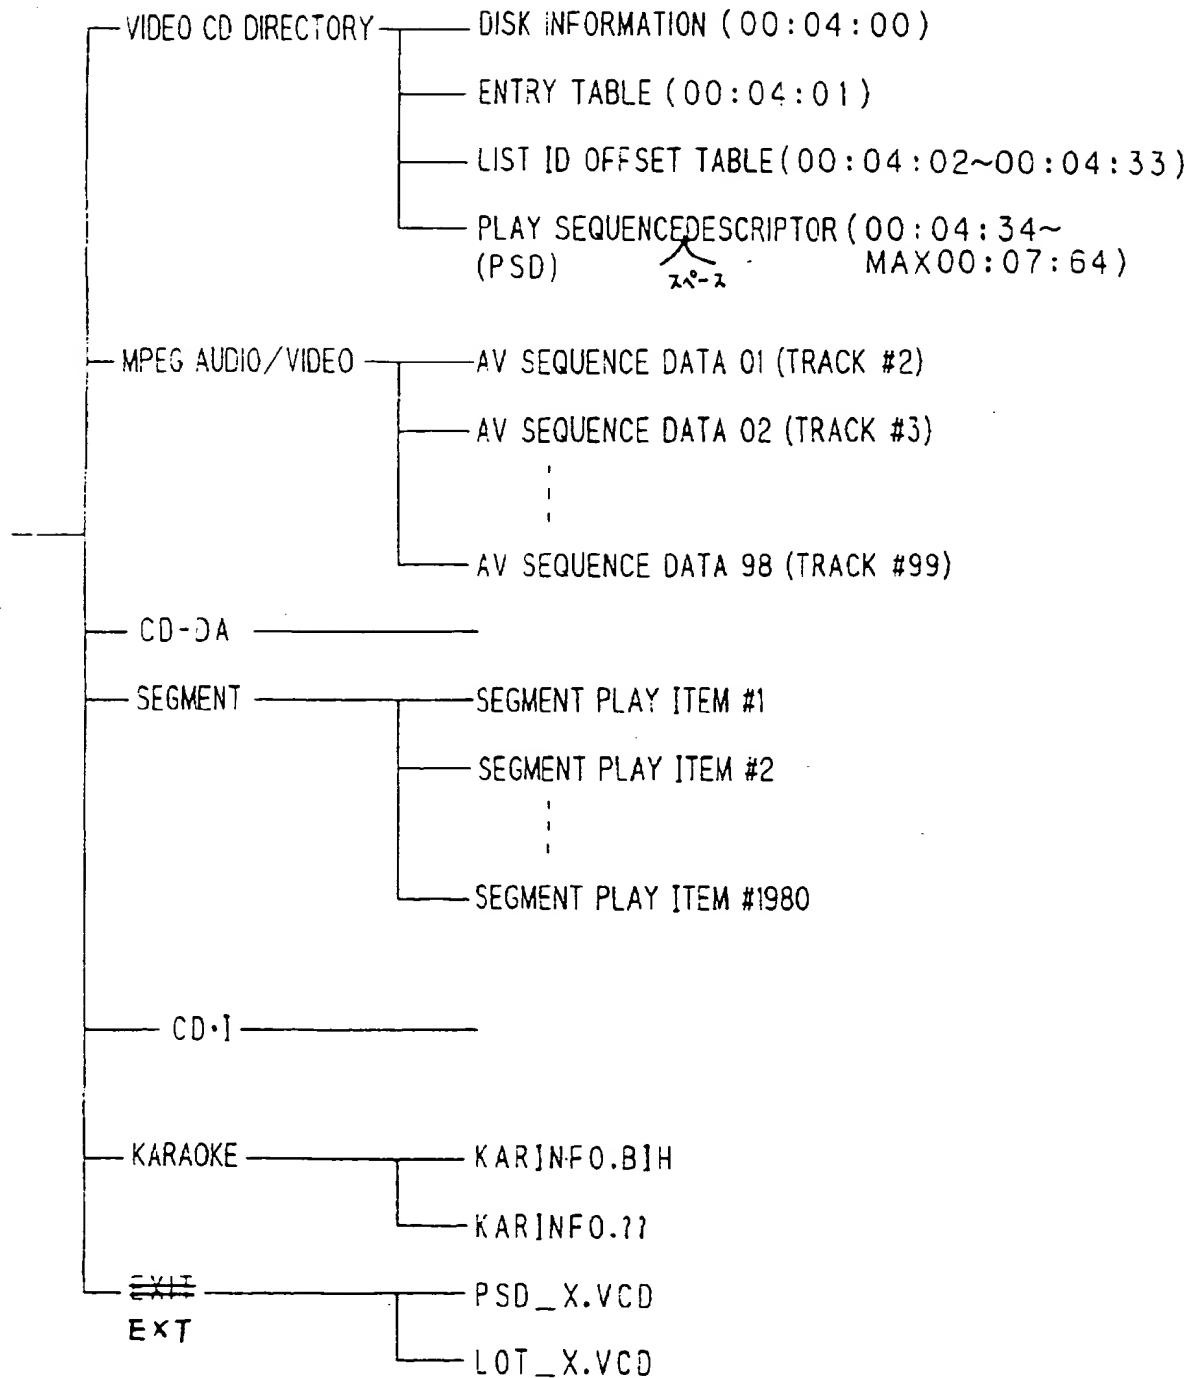 VIDEO CD DIRECTORY
DISK INFORMATION (00:04:00)
ENTRY TABLE (00:04:01)
LIST ID OFFSET TABLE (00:04:02~00:04:33)
PLAY SEQUENCEDESCRIPTOR (00:04:34~
(PSD) MAX00:07:64)
スペース
MPEG AUDIO/VIDEO
AV SEQUENCE DATA 01 (TRACK #2)
AV SEQUENCE DATA 02 (TRACK #3)
AV SEQUENCE DATA 98 (TRACK #99)
CD-DA
SEGMENT
SEGMENT PLAY ITEM #1
SEGMENT PLAY ITEM #2
SEGMENT PLAY ITEM #1980
CD·I
KARAOKE
KARINFO.BIH
KARINFO.??
EXIT
EXT
PSD_X.VCD
LOT_X.VCD